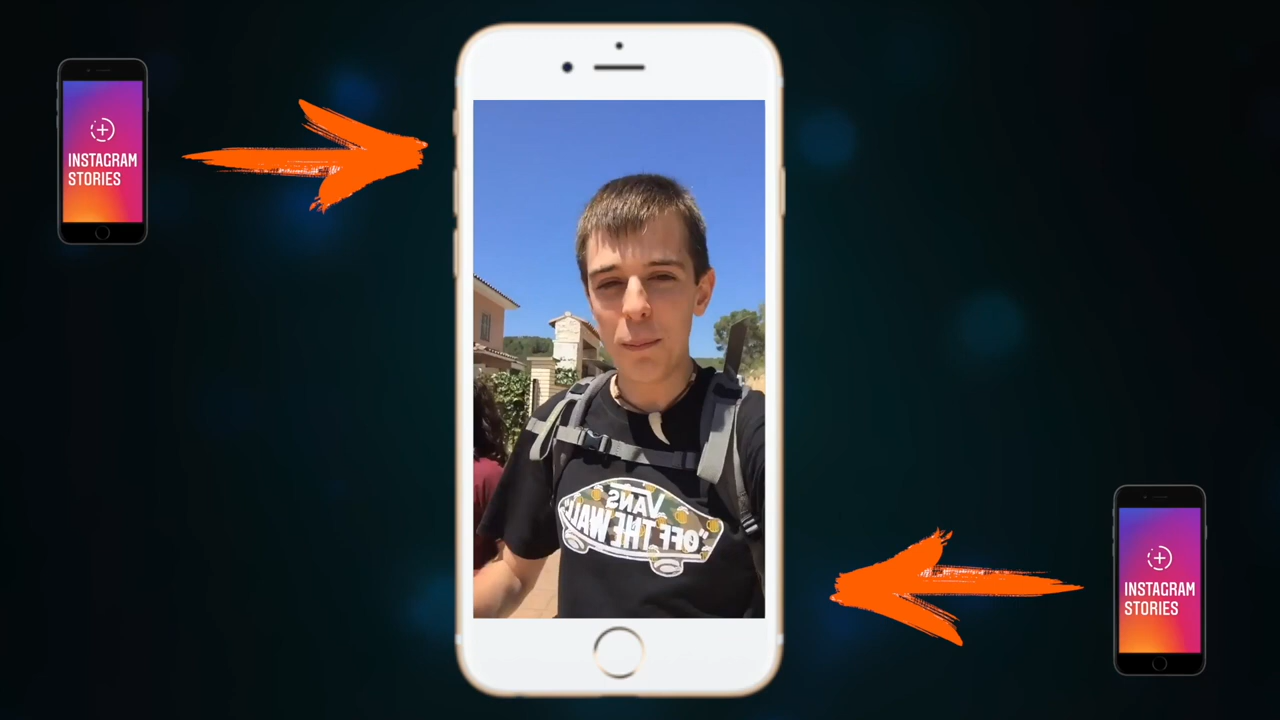 INSTAGRAM
STORIES
VANS
"OFF THE WALL"
INSTAGRAM
STORIES